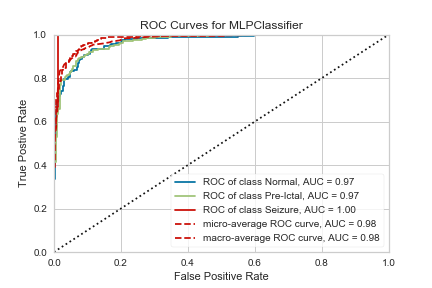 ROC Curves for MLPClassifier
1.0
0.8
0.6
0.4
0.2
0.0
True Postive Rate
ROC of class Normal, AUC = 0.97
ROC of class Pre-Ictal, AUC = 0.97
ROC of class Seizure, AUC = 1.00
micro-average ROC curve, AUC = 0.98
macro-average ROC curve, AUC = 0.98
0.0 0.2 0.4 0.6 0.8 1.0
False Positive Rate